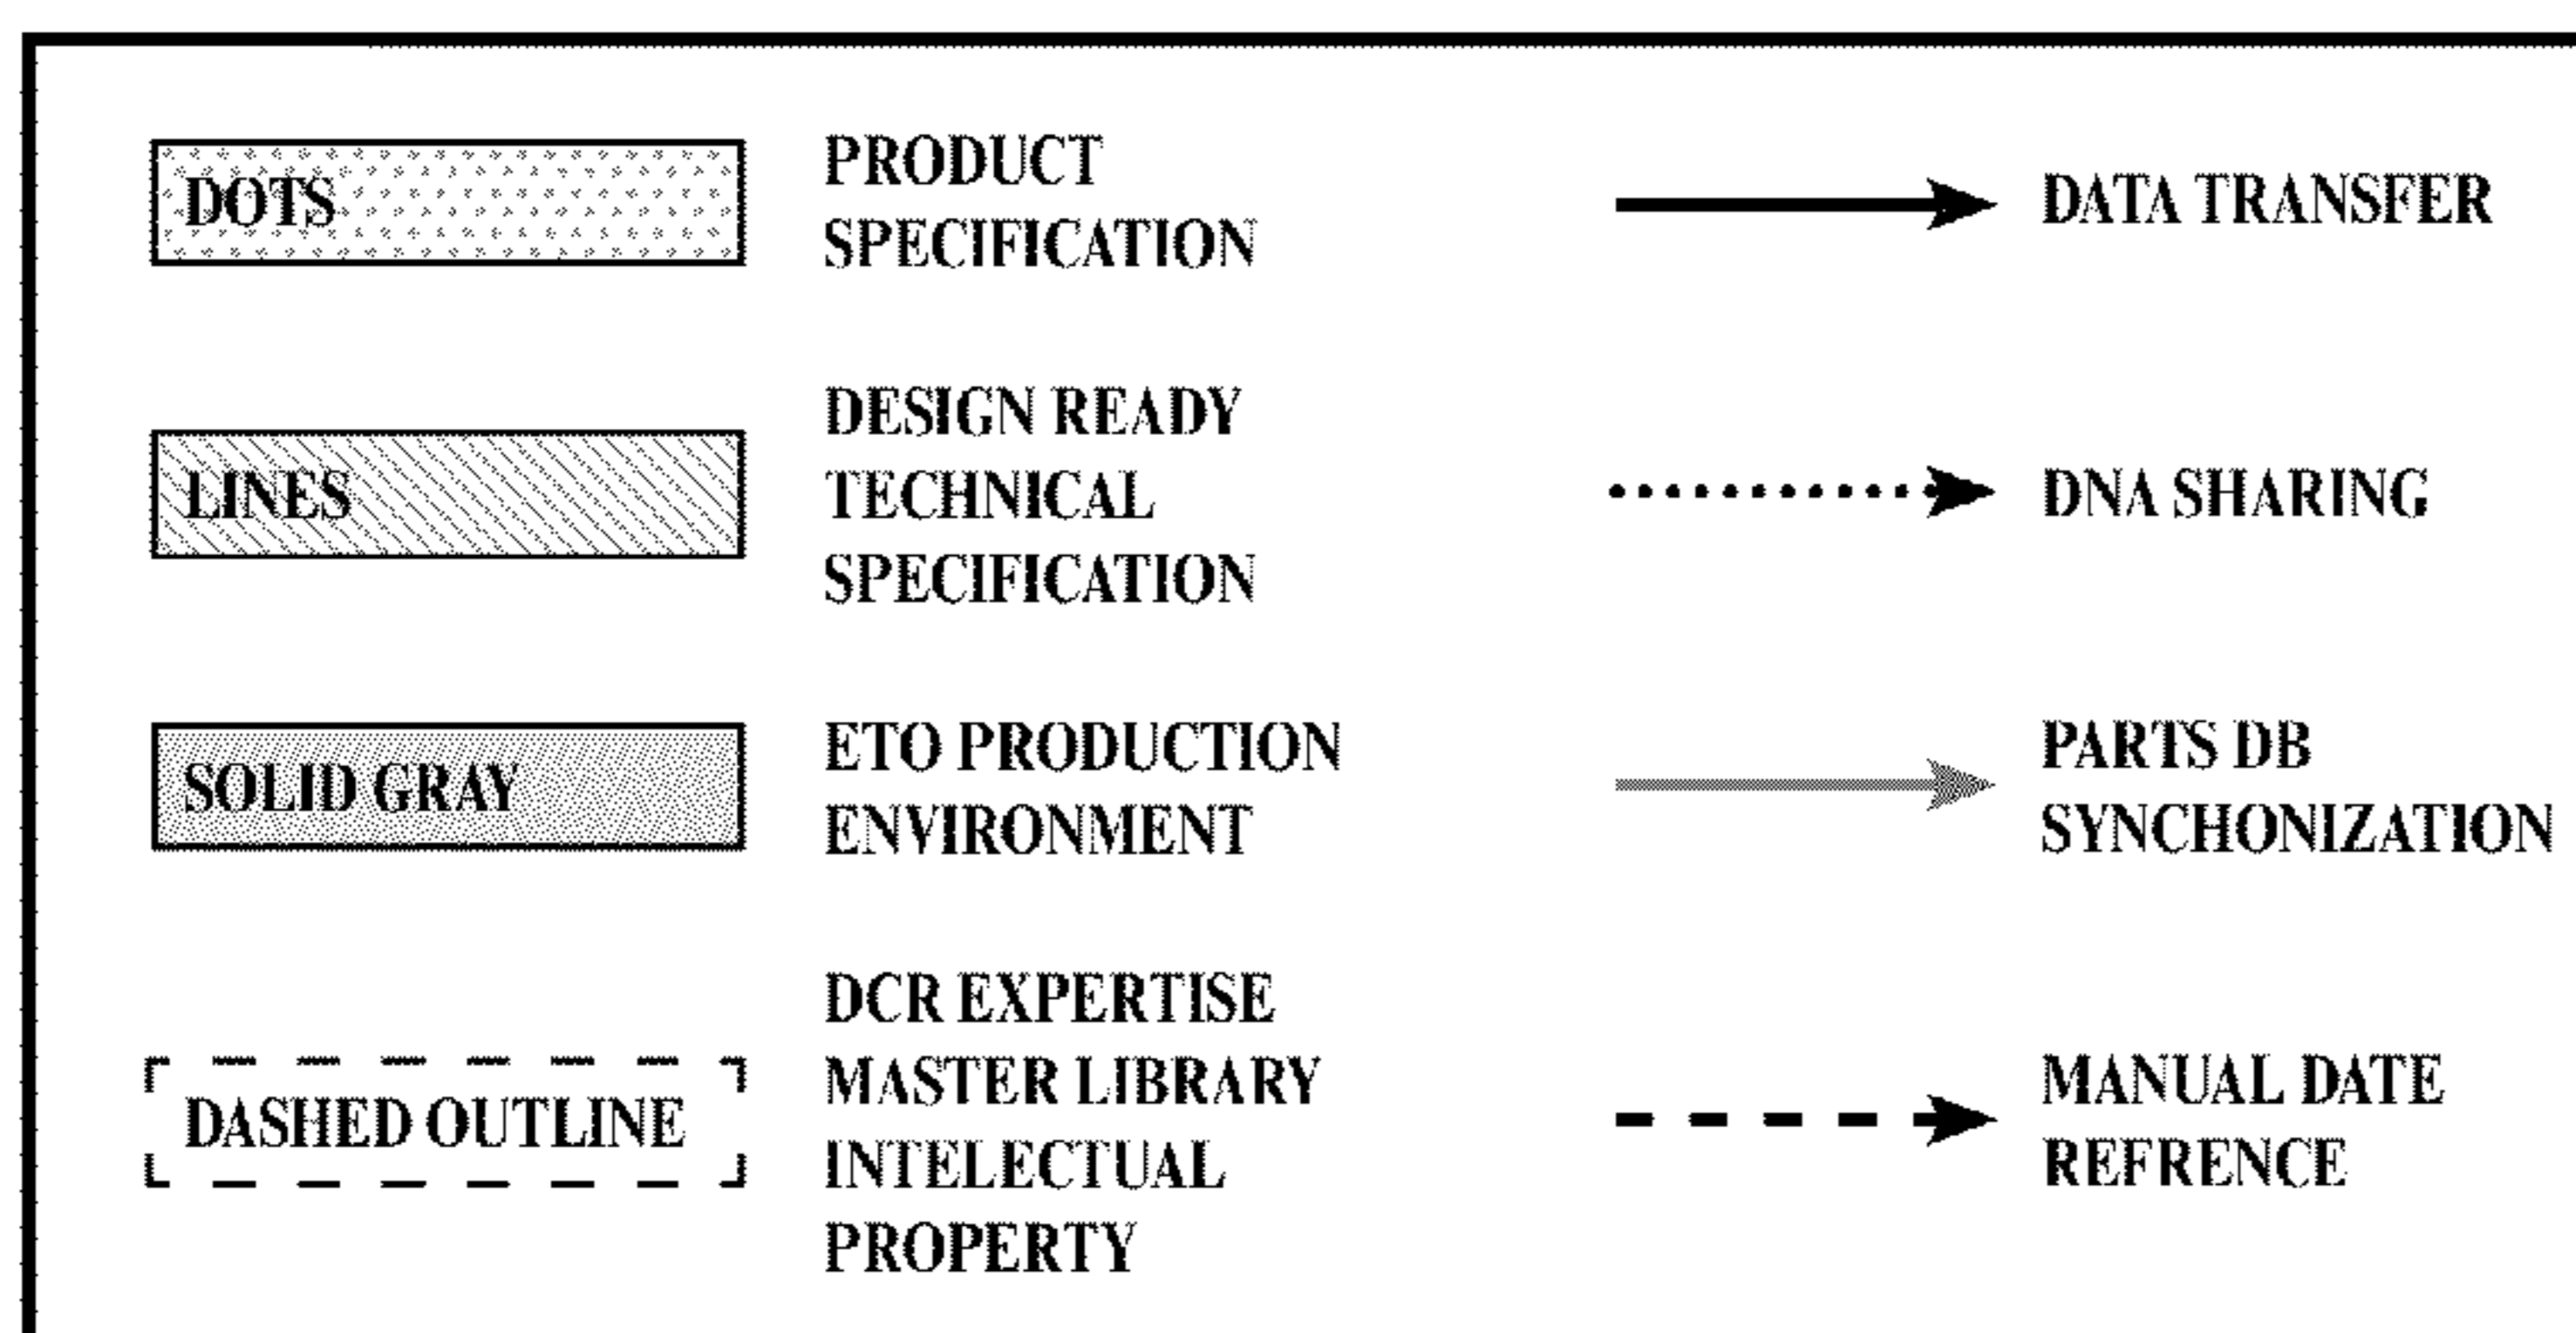 DOTS
PRODUCT
SPECIFICATION
DATA TRANSFER
LINES
DESIGN READY
TECHNICAL
SPECIFICATION
DNA SHARING
SOLID GRAY
ETO PRODUCTION
ENVIRONMENT
PARTS DB
SYNCHONIZATION
DASHED OUTLINE
DCR EXPERTISE
MASTER LIBRARY
INTELECTUAL
PROPERTY
MANUAL DATE
REFRENCE